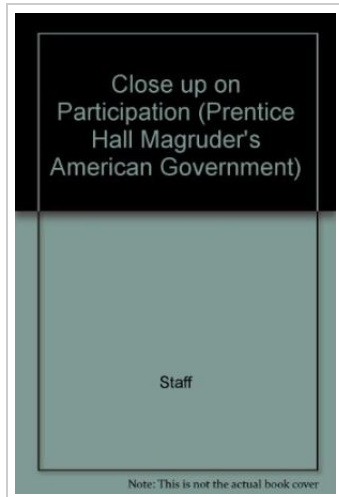 Close up on
Participation (Prentice
Hall Magruder's
American Government)
Staff
Note: This is not the actual book cover